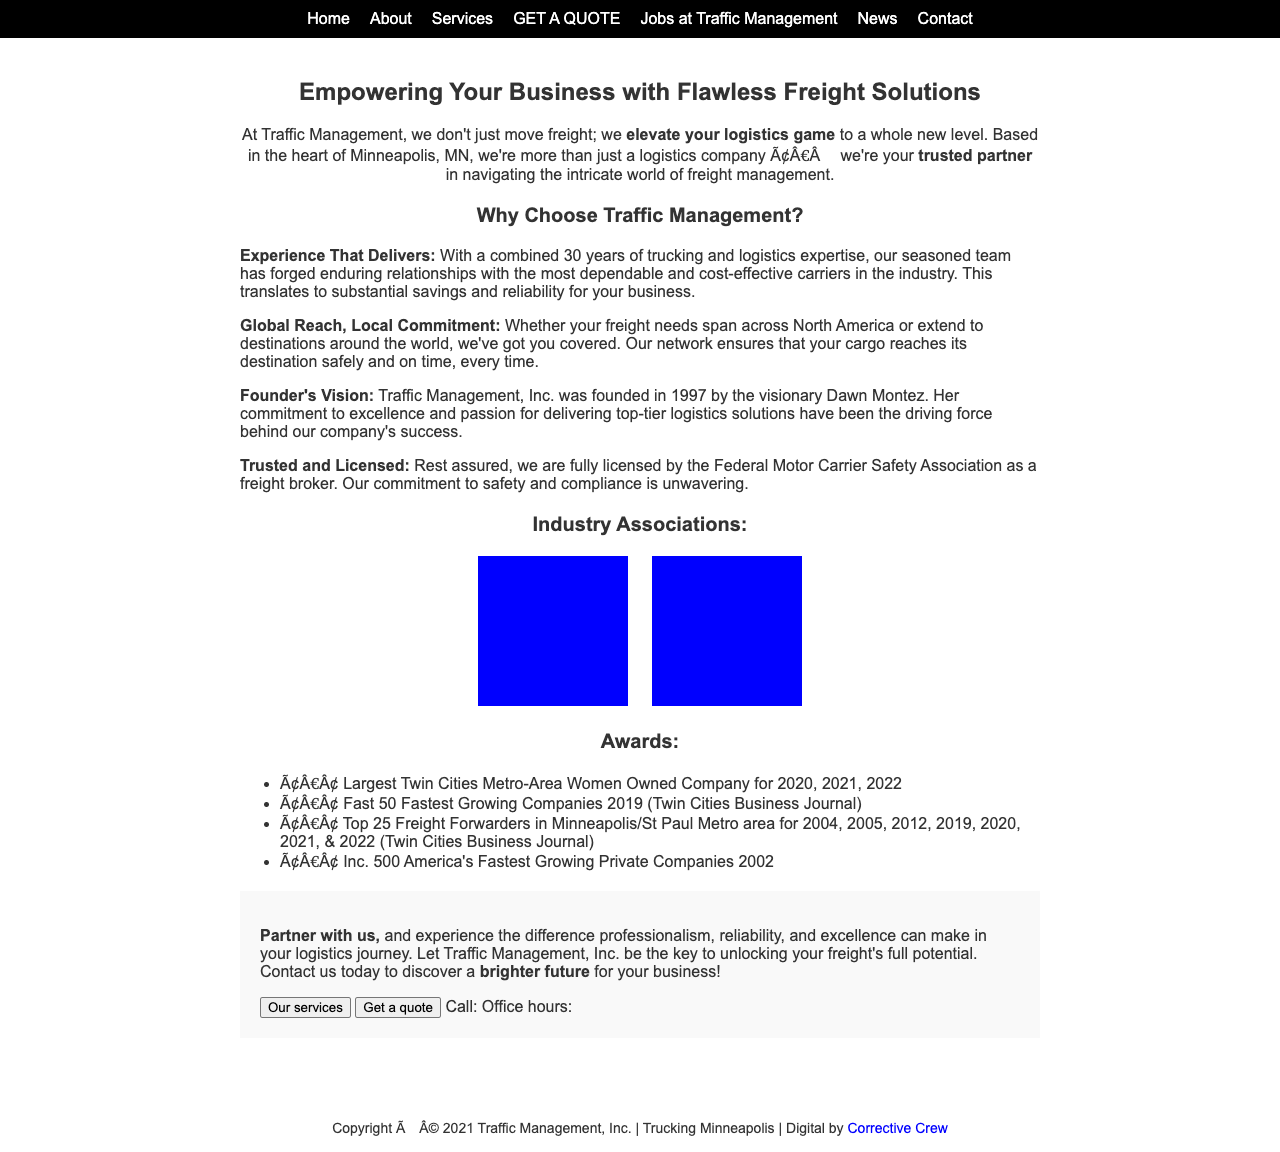 Home About Services GET A QUOTE Jobs at Traffic Management News Contact
Empowering Your Business with Flawless Freight Solutions
At Traffic Management, we don't just move freight; we elevate your logistics game to a whole new level. Based
in the heart of Minneapolis, MN, we're more than just a logistics company Ã¢Â€Â we're your trusted partner
in navigating the intricate world of freight management.
Why Choose Traffic Management?
Experience That Delivers: With a combined 30 years of trucking and logistics expertise, our seasoned team
has forged enduring relationships with the most dependable and cost-effective carriers in the industry. This
translates to substantial savings and reliability for your business.
Global Reach, Local Commitment: Whether your freight needs span across North America or extend to
destinations around the world, we've got you covered. Our network ensures that your cargo reaches its
destination safely and on time, every time.
Founder's Vision: Traffic Management, Inc. was founded in 1997 by the visionary Dawn Montez. Her
commitment to excellence and passion for delivering top-tier logistics solutions have been the driving force
behind our company's success.
Trusted and Licensed: Rest assured, we are fully licensed by the Federal Motor Carrier Safety Association as a
freight broker. Our commitment to safety and compliance is unwavering.
Industry Associations:
Awards:
• Ã¢Â€Â¢ Largest Twin Cities Metro-Area Women Owned Company for 2020, 2021, 2022
• Ã¢Â€Â¢ Fast 50 Fastest Growing Companies 2019 (Twin Cities Business Journal)
• Ã¢Â€Â¢ Top 25 Freight Forwarders in Minneapolis/St Paul Metro area for 2004, 2005, 2012, 2019, 2020,
2021, & 2022 (Twin Cities Business Journal)
• Ã¢Â€Â¢ Inc. 500 America's Fastest Growing Private Companies 2002
Partner with us, and experience the difference professionalism, reliability, and excellence can make in
your logistics journey. Let Traffic Management, Inc. be the key to unlocking your freight's full potential.
Contact us today to discover a brighter future for your business!
Our services Get a quote Call: Office hours:
Copyright Ã Â© 2021 Traffic Management, Inc. | Trucking Minneapolis | Digital by Corrective Crew